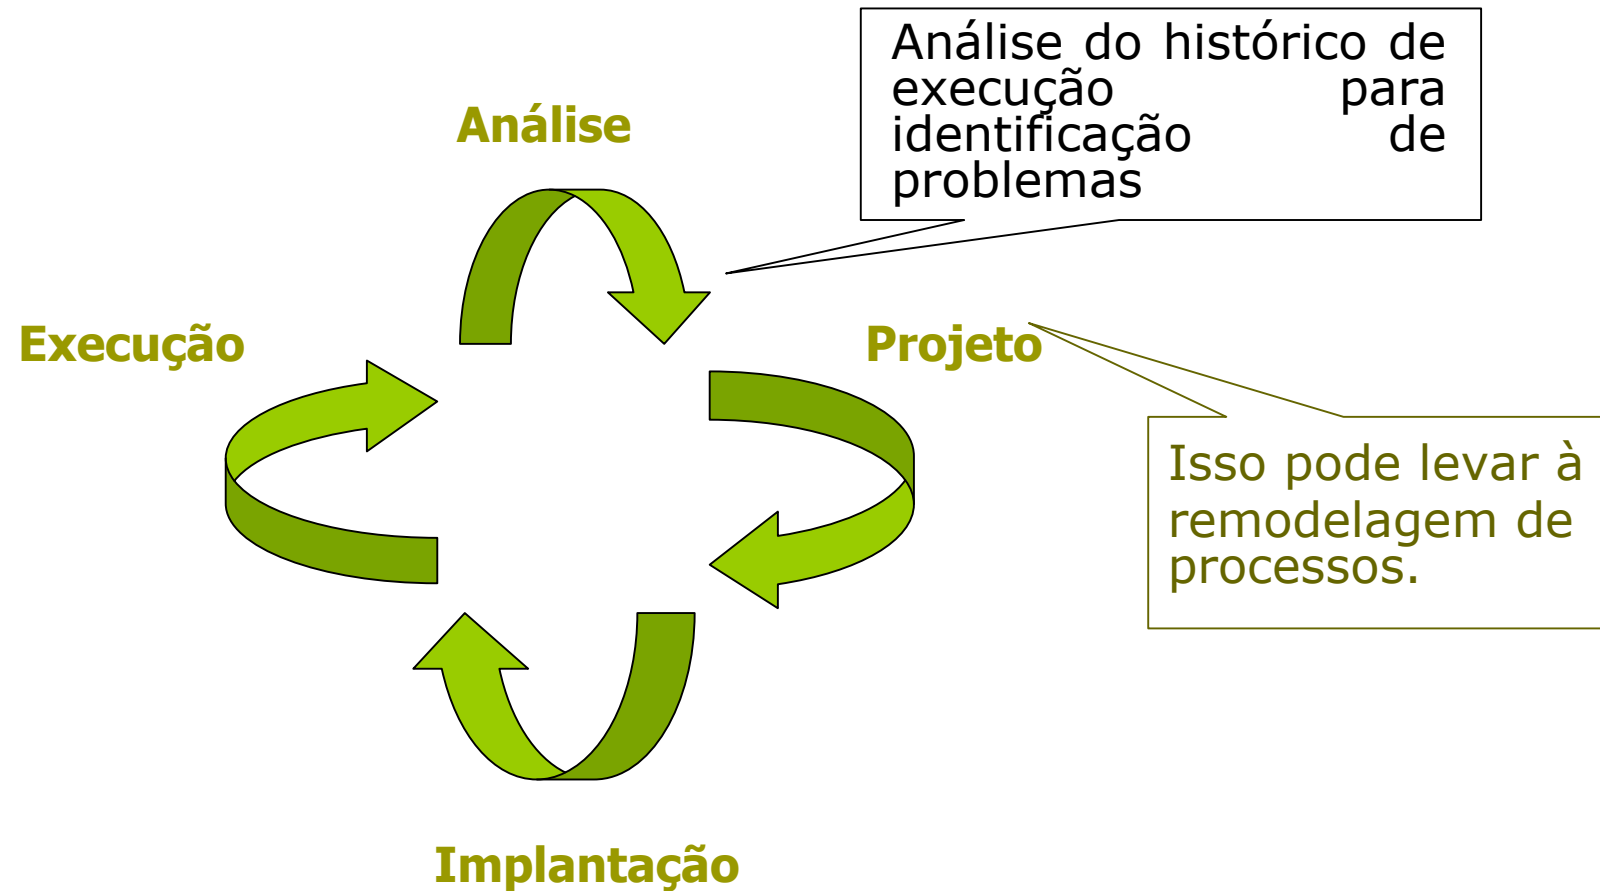 Análise do histórico de
execução para
identificação de
problemas
Análise
Execução
Projeto
Isso pode levar à
remodelagem de
processos.
Implantação